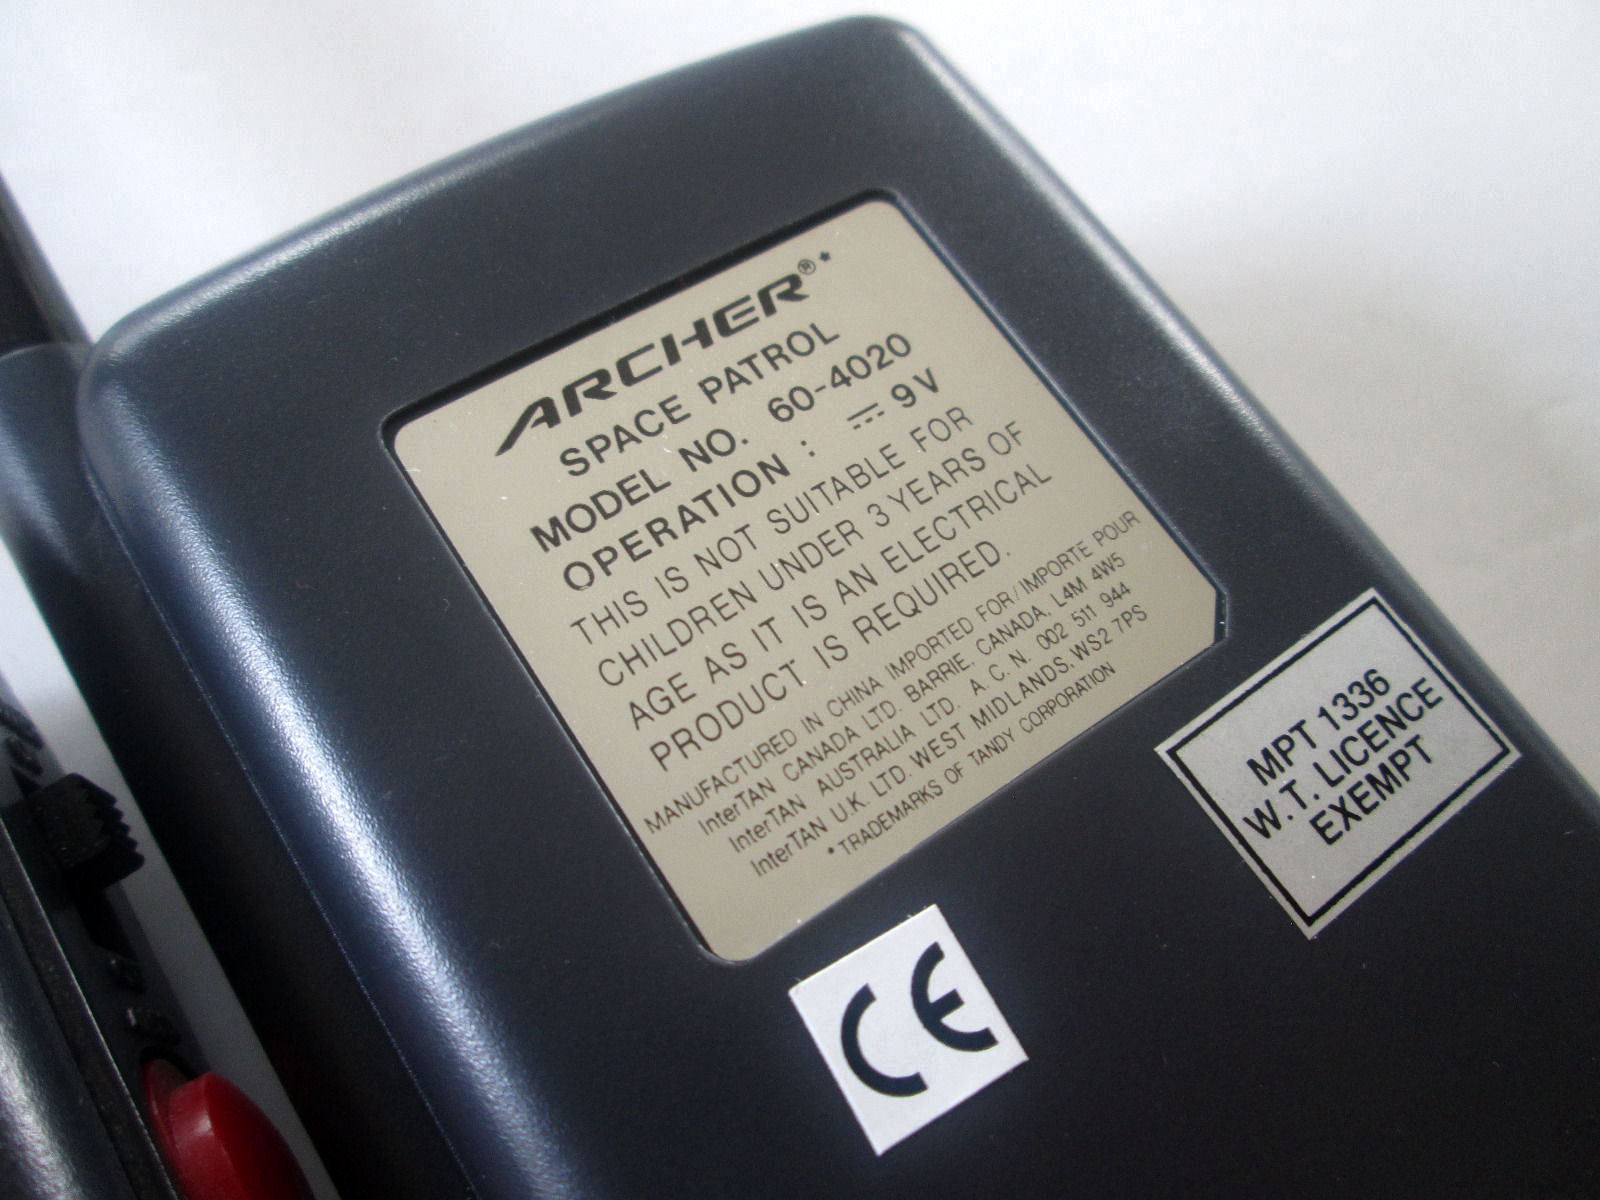 ARCHER®*
SPACE PATROL
MODEL NO. 60-4020
OPERATION : ⎓ 9 V
THIS IS NOT SUITABLE FOR
CHILDREN UNDER 3 YEARS OF
AGE AS IT IS AN ELECTRICAL
PRODUCT IS REQUIRED.
MANUFACTURED IN CHINA IMPORTED FOR/IMPORTE POUR
InterTAN CANADA LTD. BARRIE, CANADA, L4M 4W5
InterTAN AUSTRALIA LTD. A. C. N. 002 511 944
InterTAN U.K. LTD. WEST MIDLANDS, WS2 7PS
* TRADEMARKS OF TANDY CORPORATION
MPT 1336
W. T. LICENCE
EXEMPT
CE